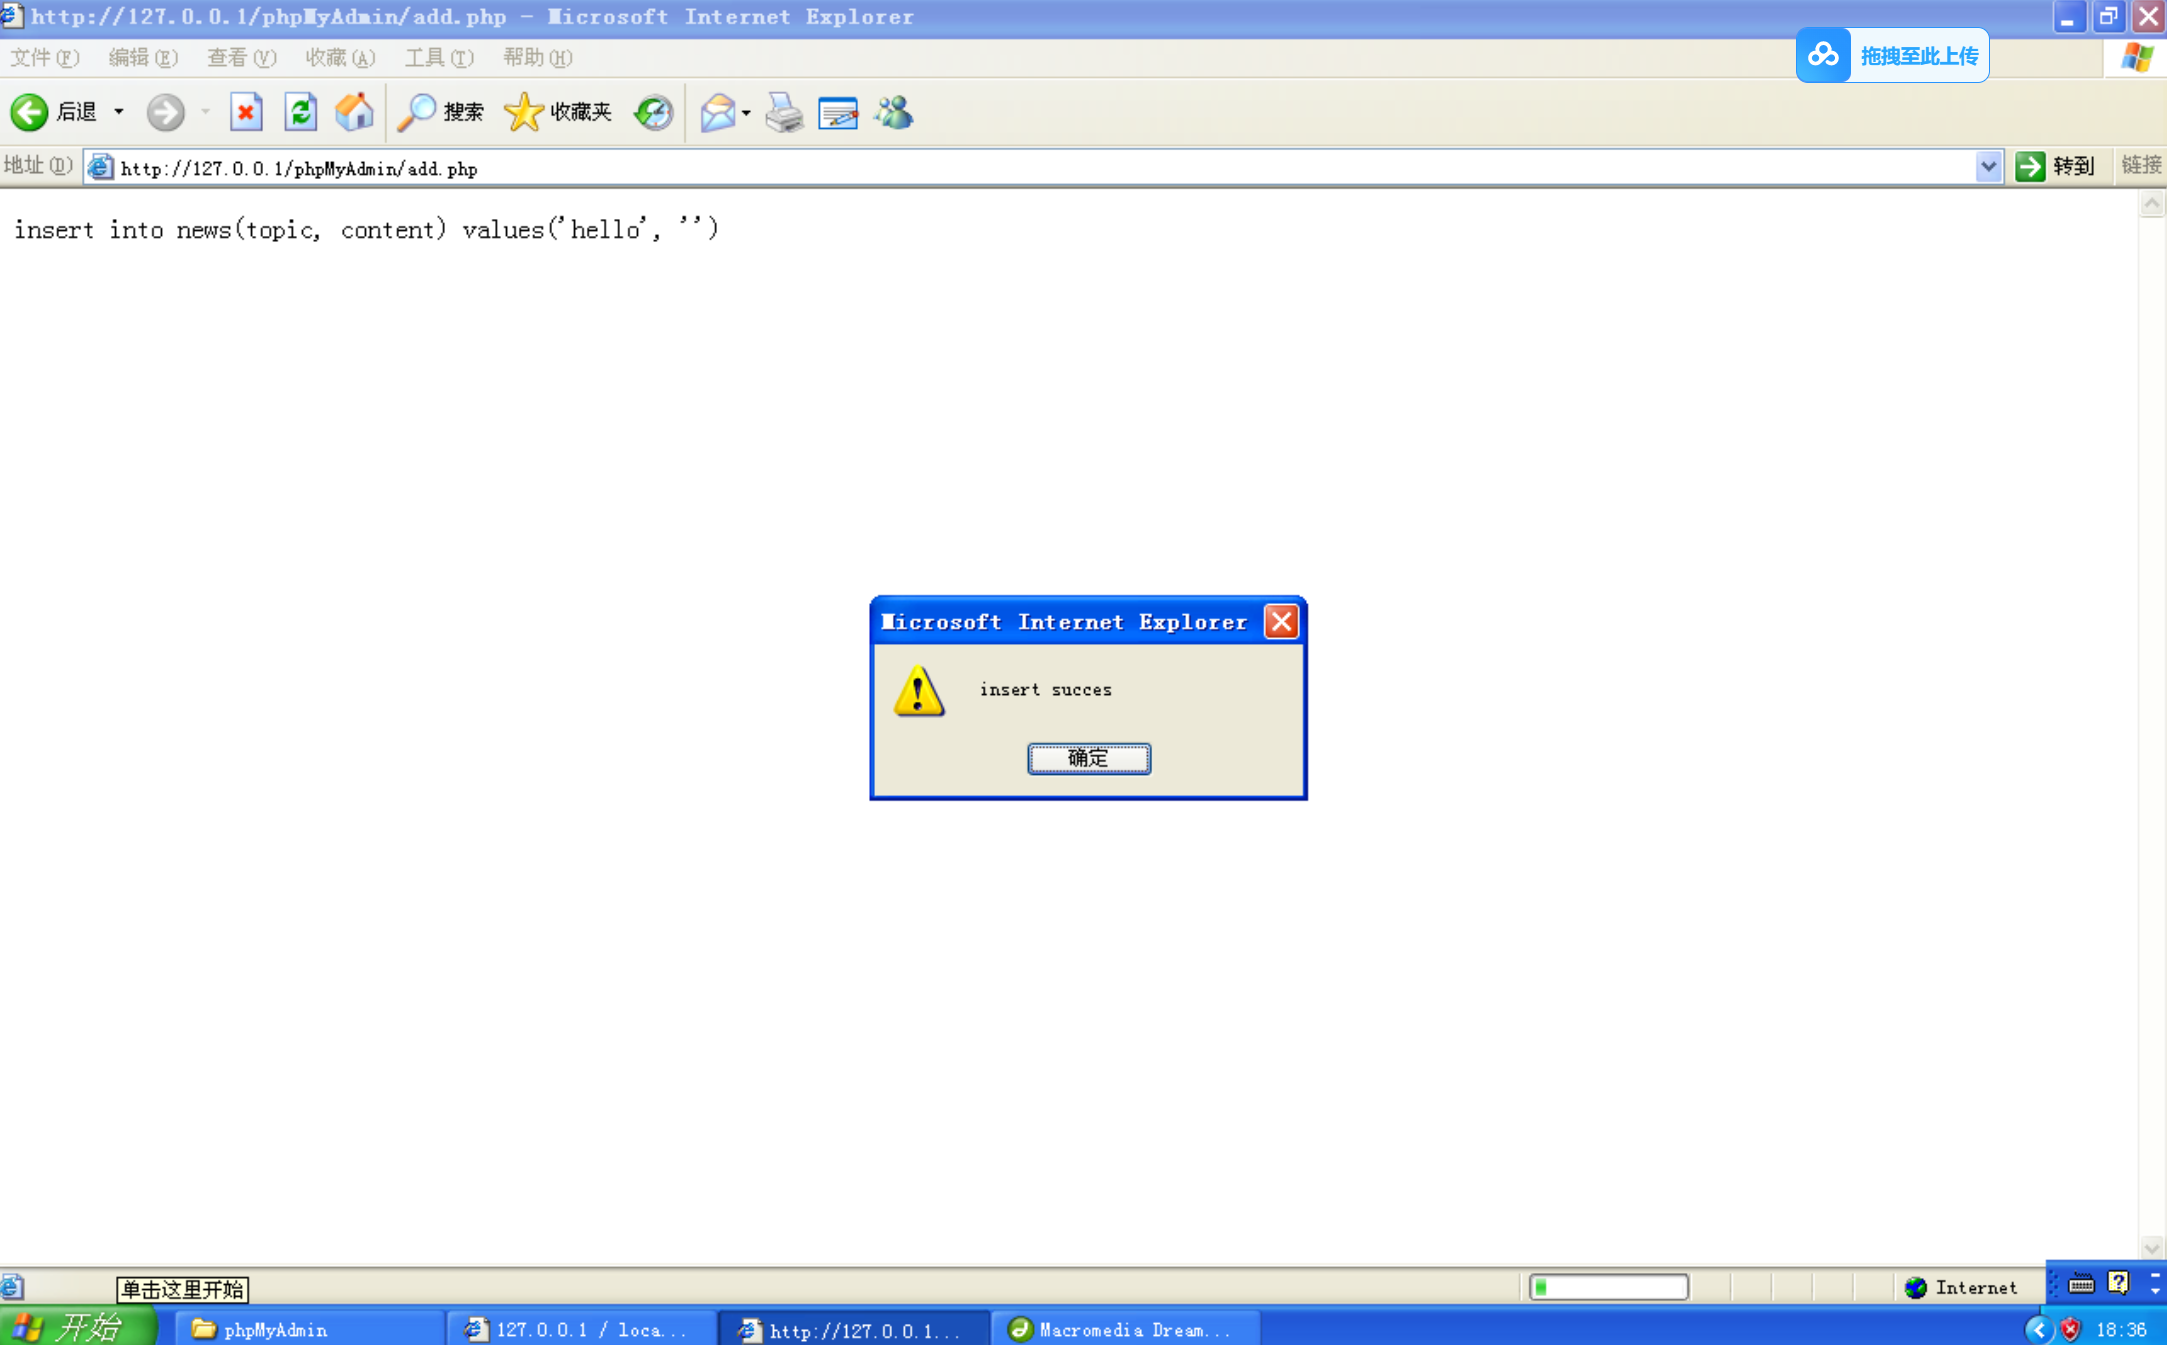 http://127.0.0.1/phpMyAdmin/add.php - Microsoft Internet Explorer
文件(F) 编辑(E) 查看(V) 收藏(A) 工具(T) 帮助(H)
拖拽至此上传
后退 搜索 收藏夹
地址(D) http://127.0.0.1/phpMyAdmin/add.php 转到 链接
insert into news(topic, content) values('hello', '')
Microsoft Internet Explorer
insert succes
确定
单击这里开始
Internet
开始 phpMyAdmin 127.0.0.1 / loca... http://127.0.0.1... Macromedia Dream... 18:36